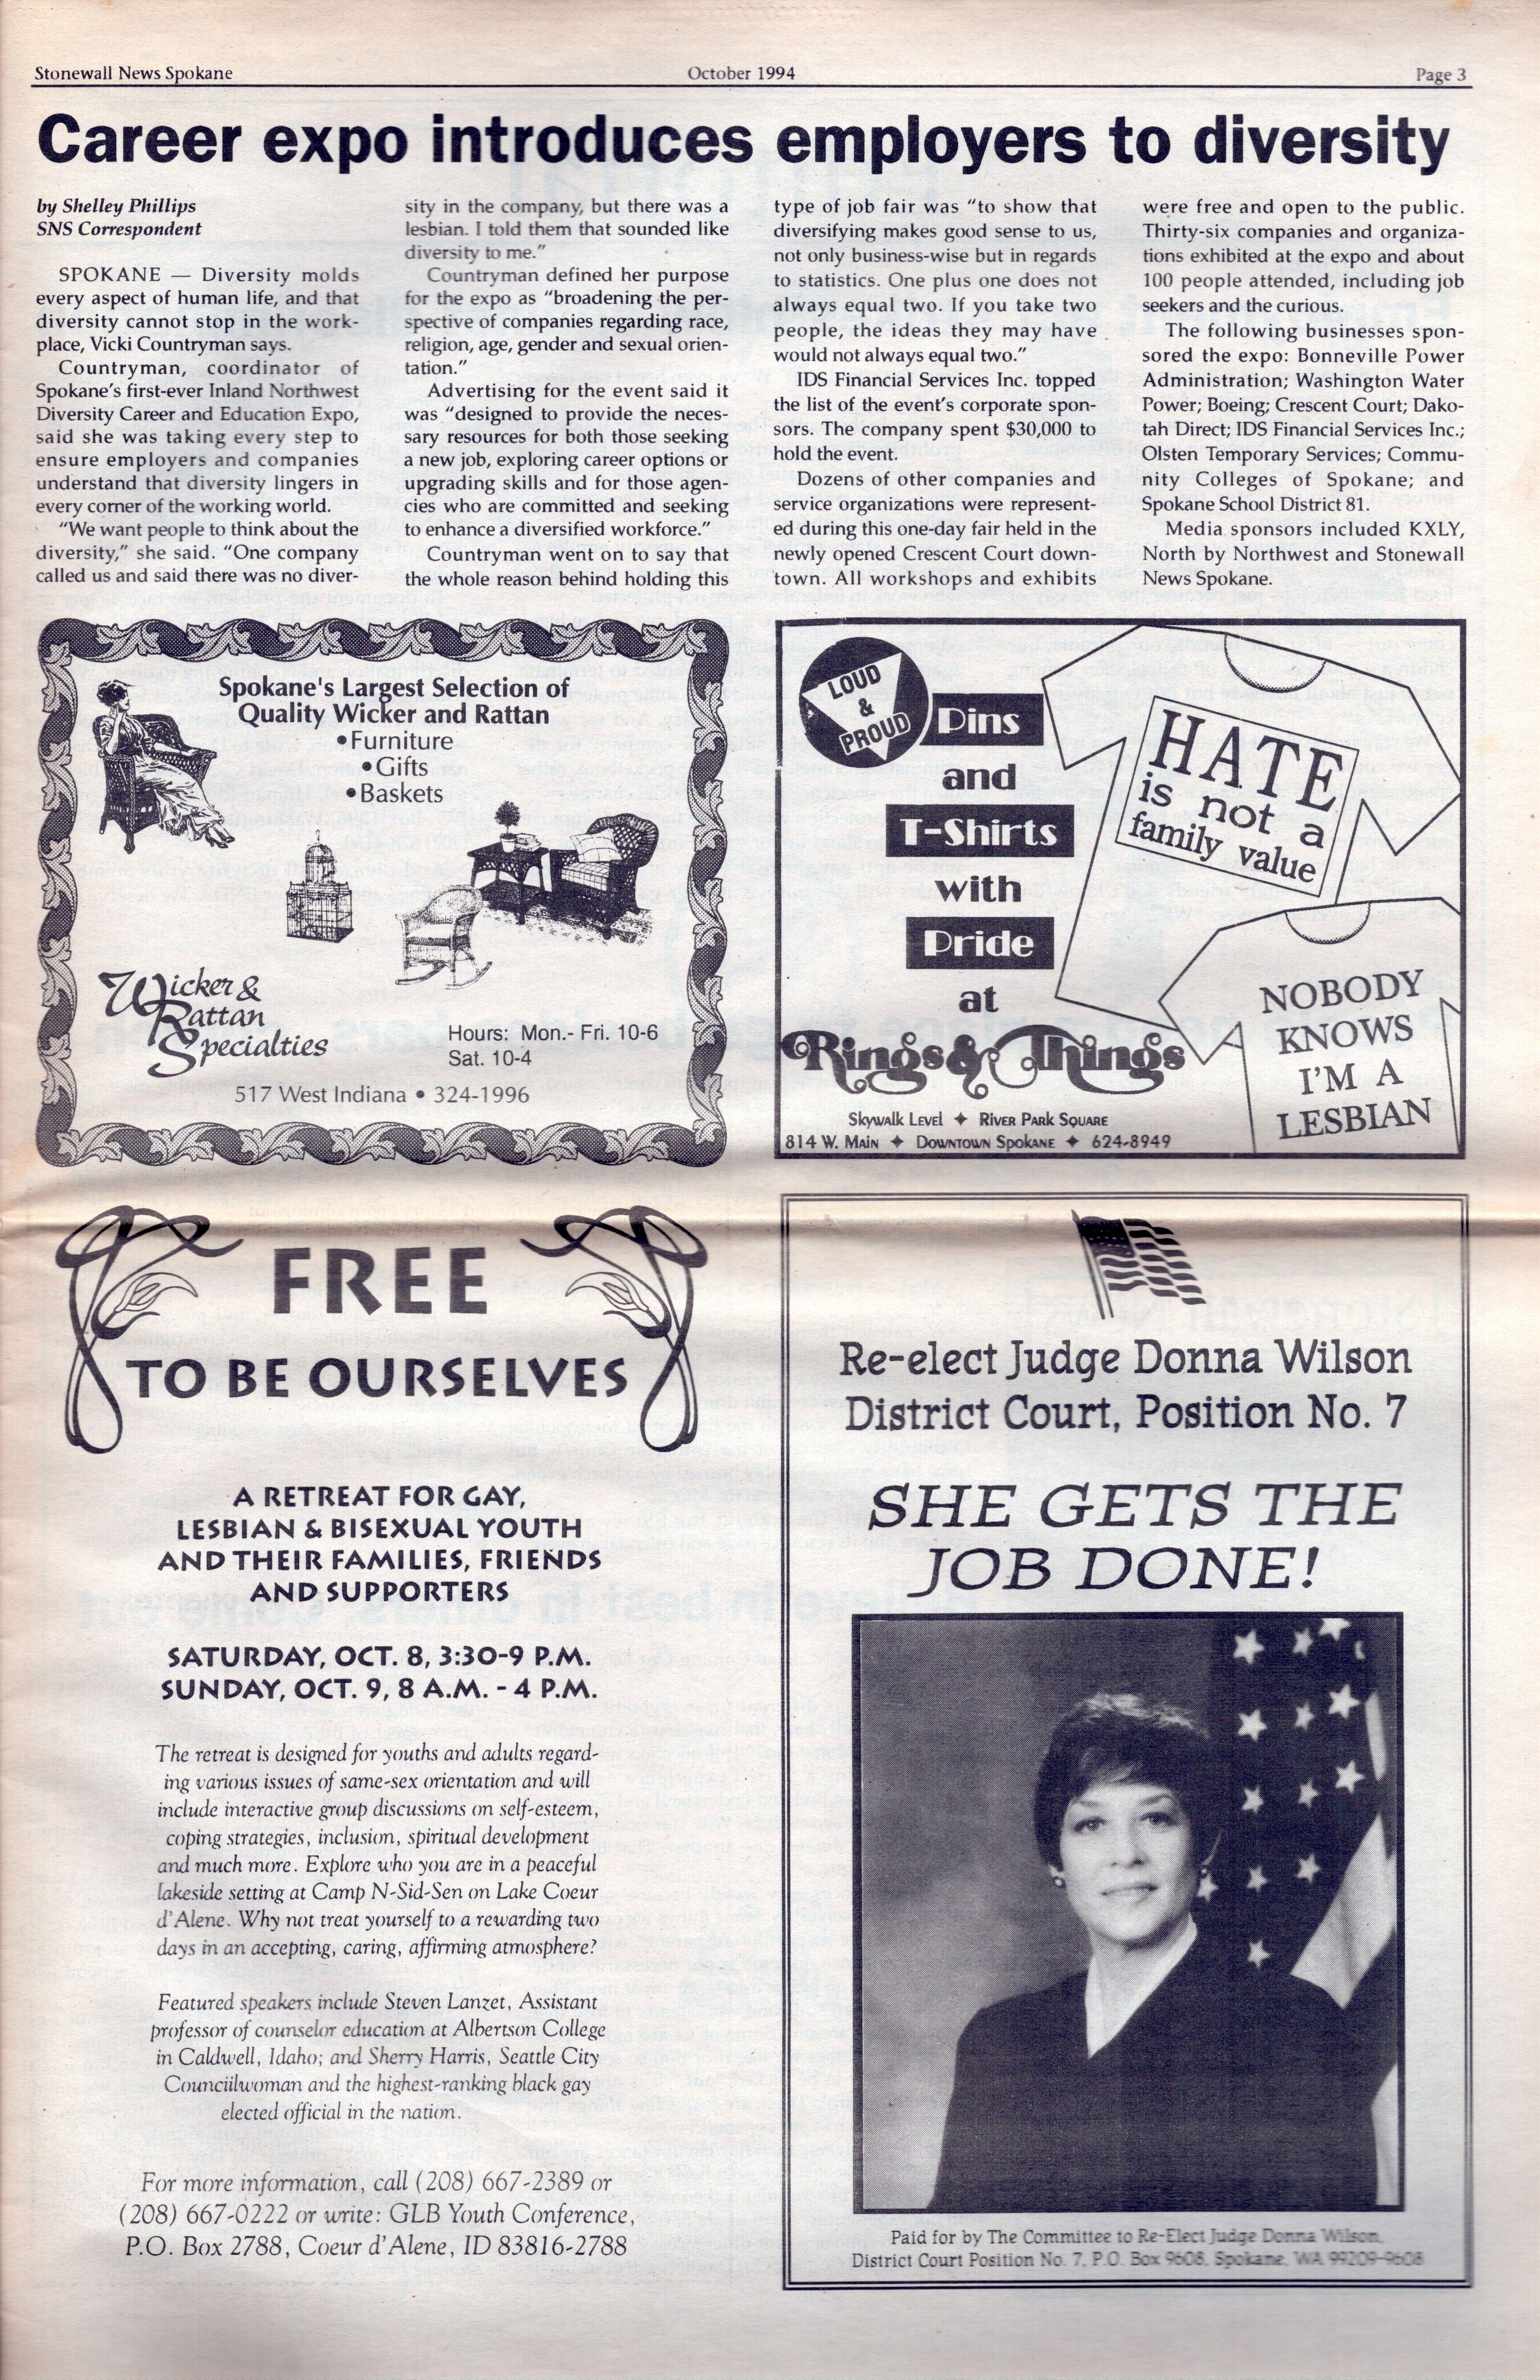 Stonewall News Spokane
October 1994
Page 3
Career expo introduces employers to diversity
by Shelley Phillips
SNS Correspondent
SPOKANE — Diversity molds
every aspect of human life, and that
diversity cannot stop in the work-
place, Vicki Countryman says.
Countryman, coordinator of
Spokane's first-ever Inland Northwest
Diversity Career and Education Expo,
said she was taking every step to
ensure employers and companies
understand that diversity lingers in
every corner of the working world.
"We want people to think about the
diversity," she said. "One company
called us and said there was no diver-
sity in the company, but there was a
lesbian. I told them that sounded like
diversity to me."
Countryman defined her purpose
for the expo as "broadening the per-
spective of companies regarding race,
religion, age, gender and sexual orien-
tation."
Advertising for the event said it
was "designed to provide the neces-
sary resources for both those seeking
a new job, exploring career options or
upgrading skills and for those agen-
cies who are committed and seeking
to enhance a diversified workforce."
Countryman went on to say that
the whole reason behind holding this
type of job fair was "to show that
diversifying makes good sense to us,
not only business-wise but in regards
to statistics. One plus one does not
always equal two. If you take two
people, the ideas they may have
would not always equal two."
IDS Financial Services Inc. topped
the list of the event's corporate spon-
sors. The company spent $30,000 to
hold the event.
Dozens of other companies and
service organizations were represent-
ed during this one-day fair held in the
newly opened Crescent Court down-
town. All workshops and exhibits
were free and open to the public.
Thirty-six companies and organiza-
tions exhibited at the expo and about
100 people attended, including job
seekers and the curious.
The following businesses spon-
sored the expo: Bonneville Power
Administration; Washington Water
Power; Boeing; Crescent Court; Dako-
tah Direct; IDS Financial Services Inc.;
Olsten Temporary Services; Commu-
nity Colleges of Spokane; and
Spokane School District 81.
Media sponsors included KXLY,
North by Northwest and Stonewall
News Spokane.
Spokane's Largest Selection of
Quality Wicker and Rattan
•Furniture
•Gifts
•Baskets
Wicker &
Rattan
Specialties
Hours: Mon.- Fri. 10-6
Sat. 10-4
517 West Indiana • 324-1996
LOUD
&
PROUD
Pins
and
T-Shirts
with
Pride
at
Rings & Things
Skywalk Level ✦ River Park Square
814 W. Main ✦ Downtown Spokane ✦ 624-8949
HATE
is not a
family value
NOBODY
KNOWS
I'M A
LESBIAN
FREE
TO BE OURSELVES
A RETREAT FOR GAY,
LESBIAN & BISEXUAL YOUTH
AND THEIR FAMILIES, FRIENDS
AND SUPPORTERS
SATURDAY, OCT. 8, 3:30-9 P.M.
SUNDAY, OCT. 9, 8 A.M. - 4 P.M.
The retreat is designed for youths and adults regard-
ing various issues of same-sex orientation and will
include interactive group discussions on self-esteem,
coping strategies, inclusion, spiritual development
and much more. Explore who you are in a peaceful
lakeside setting at Camp N-Sid-Sen on Lake Coeur
d'Alene. Why not treat yourself to a rewarding two
days in an accepting, caring, affirming atmosphere?
Featured speakers include Steven Lanzet, Assistant
professor of counselor education at Albertson College
in Caldwell, Idaho; and Sherry Harris, Seattle City
Counciilwoman and the highest-ranking black gay
elected official in the nation.
For more information, call (208) 667-2389 or
(208) 667-0222 or write: GLB Youth Conference,
P.O. Box 2788, Coeur d'Alene, ID 83816-2788
Re-elect Judge Donna Wilson
District Court, Position No. 7
SHE GETS THE
JOB DONE!
Paid for by The Committee to Re-Elect Judge Donna Wilson,
District Court Position No. 7, P.O. Box 9608, Spokane, WA 99209-9608